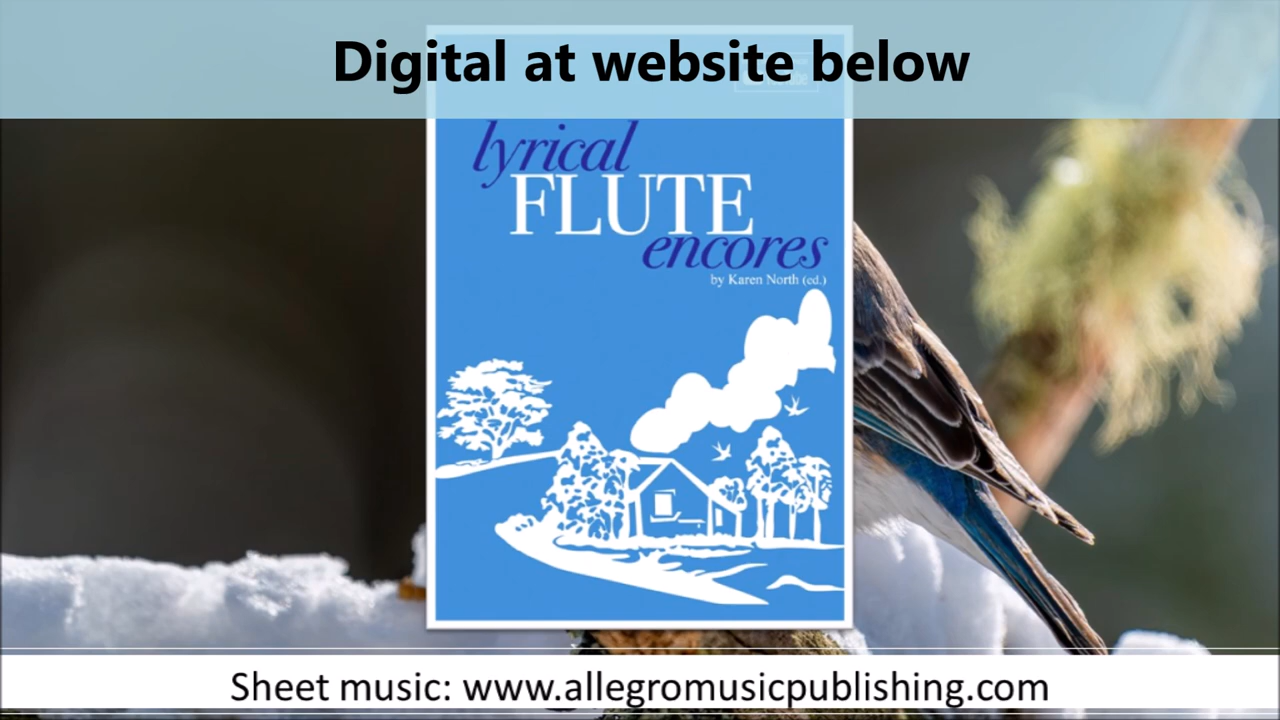 Digital at website below
lyrical
FLUTE
encores
by Karen North (ed.)
Sheet music: www.allegromusicpublishing.com